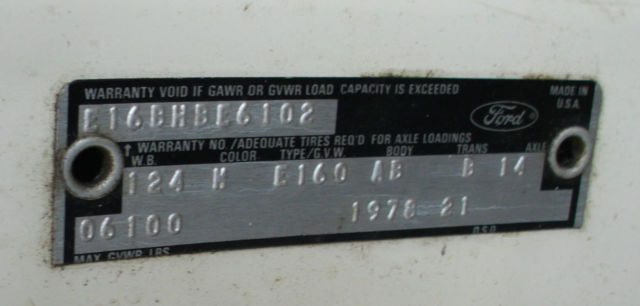 WARRANTY VOID IF GAWR OR GVWR LOAD CAPACITY IS EXCEEDED
MADE IN U.S.A.
E16BHBE6102
Ford
↑ WARRANTY NO./ADEQUATE TIRES REQ'D FOR AXLE LOADINGS
W.B. COLOR TYPE/G.V.W. BODY TRANS AXLE
124 H E160 AB B 14
06100 1978 21
MAX. GVWR LBS. D.S.O.